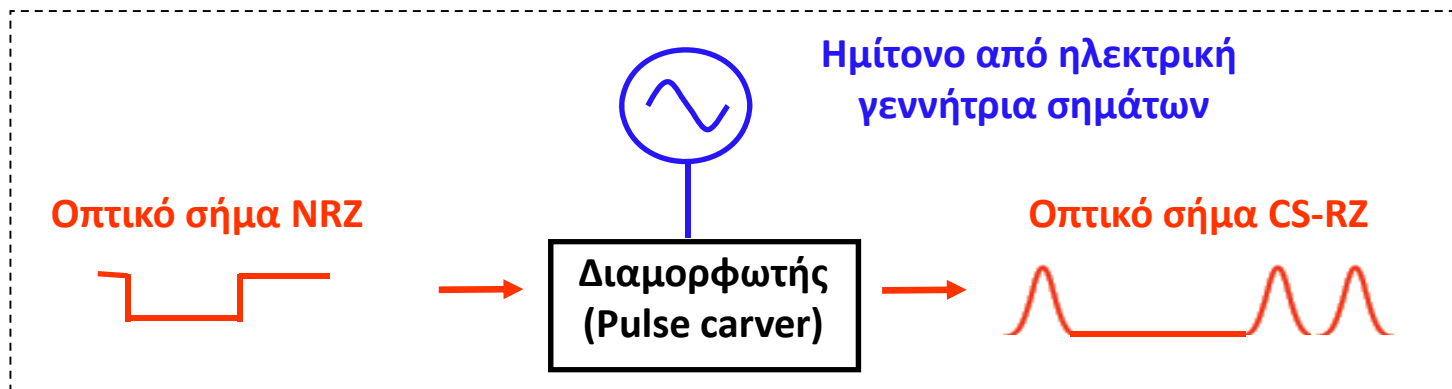 Ημίτονο από ηλεκτρική
γεννήτρια σημάτων
Οπτικό σήμα NRZ
Διαμορφωτής
(Pulse carver)
Οπτικό σήμα CS-RZ